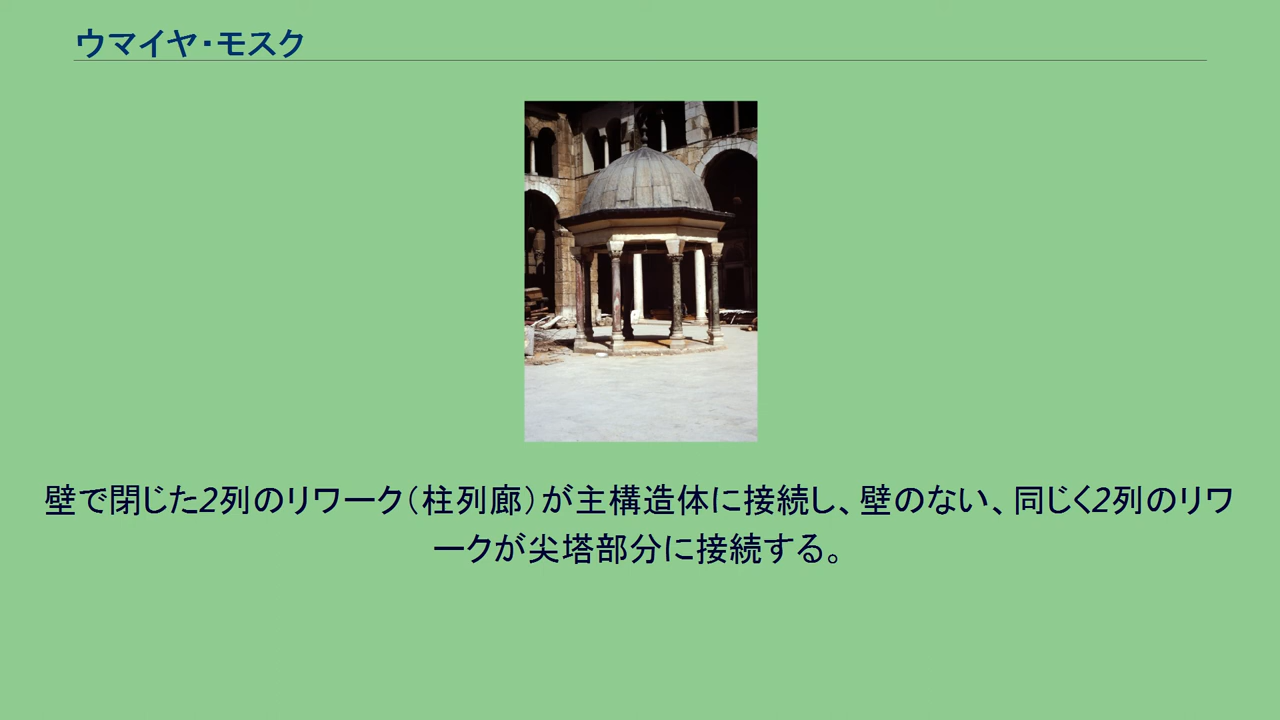 ウマイヤ・モスク
壁で閉じた2列のリワーク（柱列廊）が主構造体に接続し、壁のない、同じく2列のリワ
ークが尖塔部分に接続する。